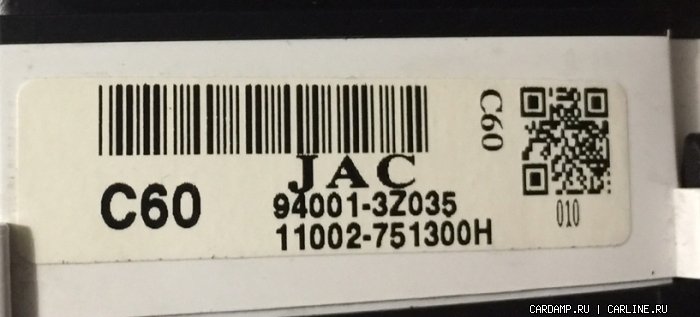 JAC
C60
94001-3Z035
11002-751300H
C60
010
CARDAMP.RU | CARLINE.RU